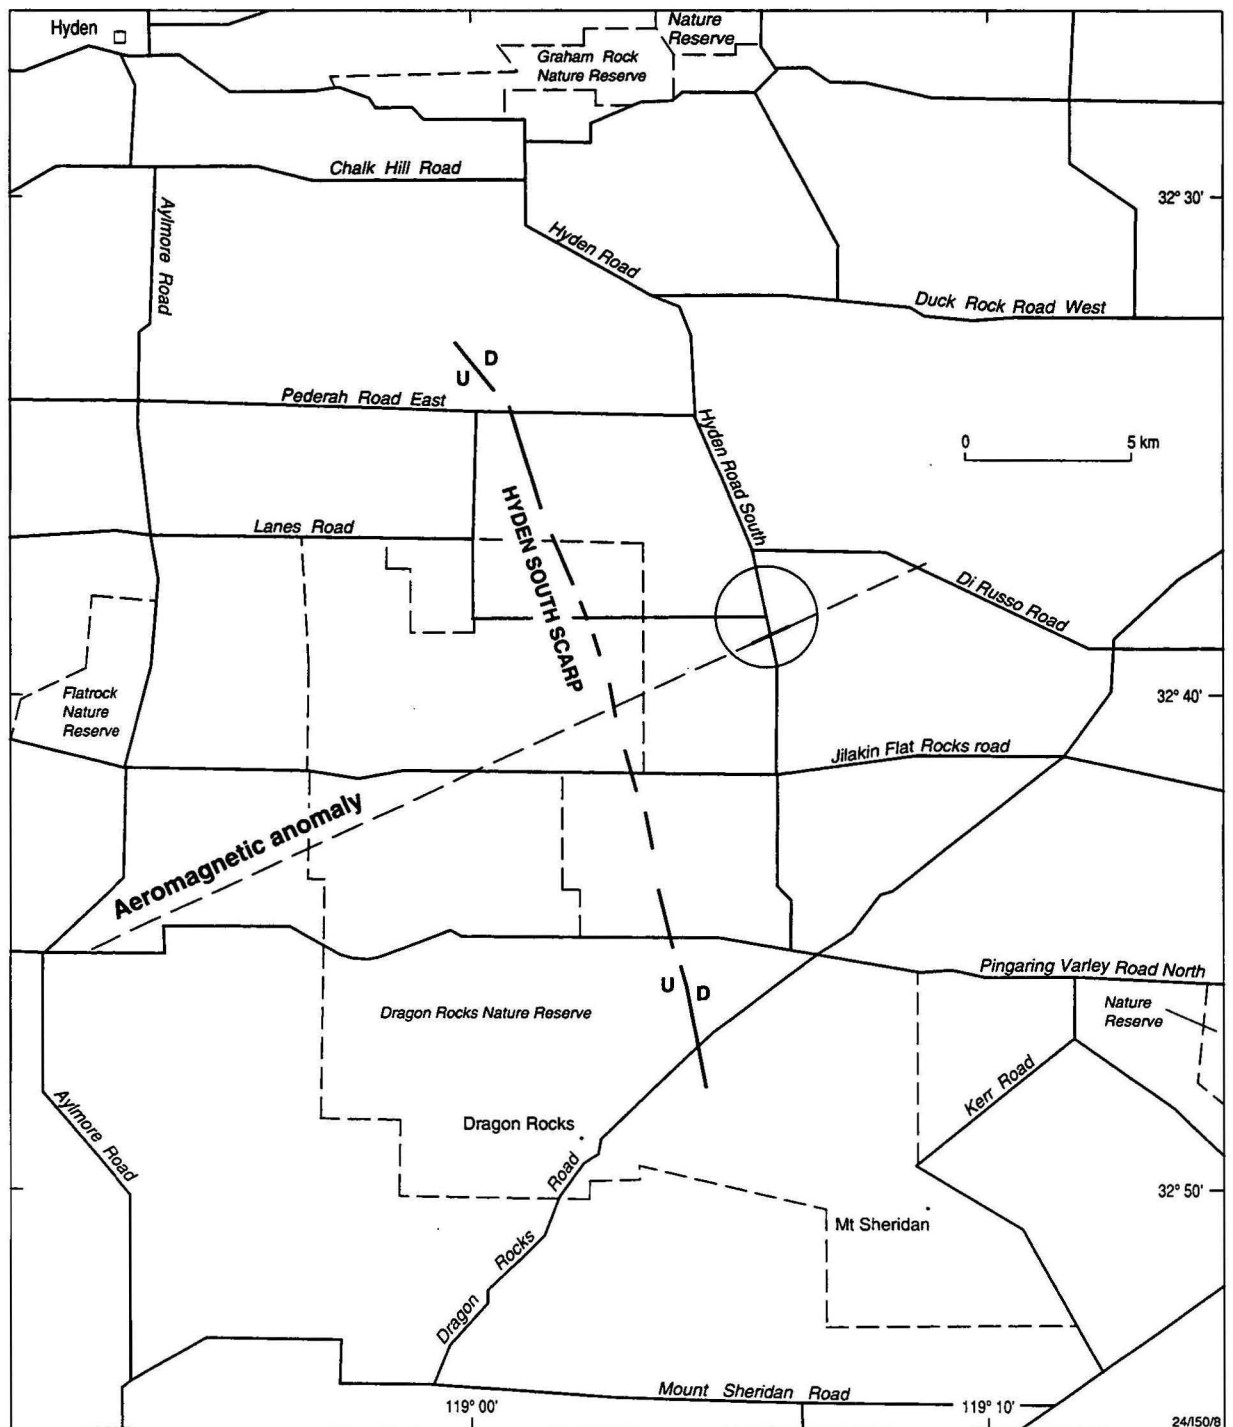 Hyden
Nature
Reserve
Graham Rock
Nature Reserve
Chalk Hill Road
32° 30'
Aylmore Road
Hyden Road
Duck Rock Road West
D
U
Pederah Road East
Hyden Road South
0
5 km
HYDEN SOUTH SCARP
Lanes Road
Di Russo Road
Flatrock
Nature
Reserve
32° 40'
Jilakin Flat Rocks road
Aeromagnetic anomaly
Pingaring Varley Road North
U
D
Dragon Rocks Nature Reserve
Nature
Reserve
Kerr Road
Aylmore Road
Dragon Rocks
32° 50'
Mt Sheridan
Dragon Rocks Road
Mount Sheridan Road
119° 00'
119° 10'
24/I50/8